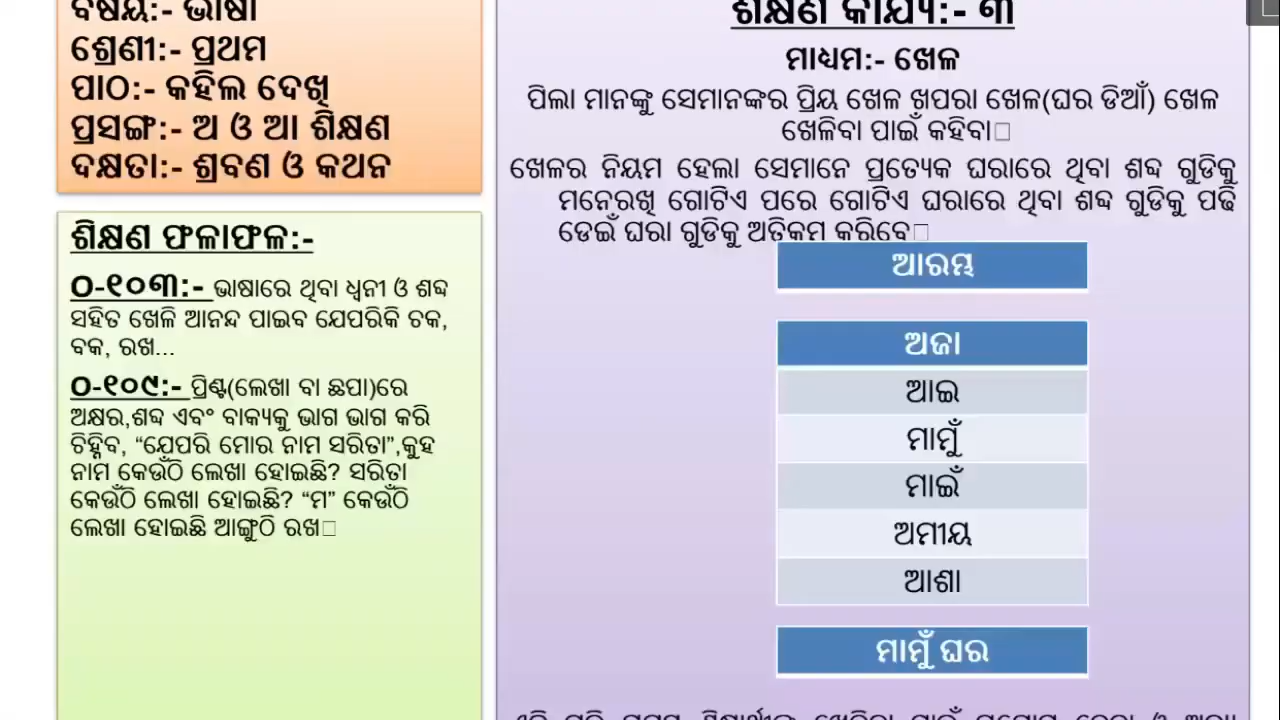 ବିଷୟ:- ଭାଷା
ଶ୍ରେଣୀ:- ପ୍ରଥମ
ପାଠ:- କହିଲ ଦେଖି
ପ୍ରସଙ୍ଗ:- ଅ ଓ ଆ ଶିକ୍ଷଣ
ଦକ୍ଷତା:- ଶ୍ରବଣ ଓ କଥନ
ଶିକ୍ଷଣ ଫଳାଫଳ:-
O-୧୦୩:- ଭାଷାରେ ଥିବା ଧ୍ୱନୀ ଓ ଶବ୍ଦ
ସହିତ ଖେଳି ଆନନ୍ଦ ପାଇବ ଯେପରିକି ଚକ,
ବକ, ରଖ...
O-୧୦୯:- ପ୍ରିଣ୍ଟ(ଲେଖା ବା ଛପା)ରେ
ଅକ୍ଷର,ଶବ୍ଦ ଏବଂ ବାକ୍ୟକୁ ଭାଗ ଭାଗ କରି
ଚିହ୍ନିବ, “ଯେପରି ମୋର ନାମ ସରିତା”,କୁହ
ନାମ କେଉଁଠି ଲେଖା ହୋଇଛି? ସରିତା
କେଉଁଠି ଲେଖା ହୋଇଛି? “ମ” କେଉଁଠି
ଲେଖା ହୋଇଛି ଆଙ୍ଗୁଠି ରଖ
ଶିକ୍ଷଣ କାର୍ଯ୍ୟ:- ୩
ମାଧ୍ୟମ:- ଖେଳ
ପିଲା ମାନଙ୍କୁ ସେମାନଙ୍କର ପ୍ରିୟ ଖେଳ ଖପରା ଖେଳ(ଘର ଡିଆଁ) ଖେଳ
ଖେଳିବା ପାଇଁ କହିବା
ଖେଳର ନିୟମ ହେଲା ସେମାନେ ପ୍ରତ୍ୟେକ ଘରାରେ ଥିବା ଶବ୍ଦ ଗୁଡିକୁ
ମନେରଖି ଗୋଟିଏ ପରେ ଗୋଟିଏ ଘରାରେ ଥିବା ଶବ୍ଦ ଗୁଡିକୁ ପଢି
ଡେଇଁ ଘରା ଗୁଡିକୁ ଅତିକ୍ରମ କରିବେ
ଆରମ୍ଭ
ଅଜା
ଆଇ
ମାମୁଁ
ମାଇଁ
ଅମୀୟ
ଆଶା
ମାମୁଁ ଘର